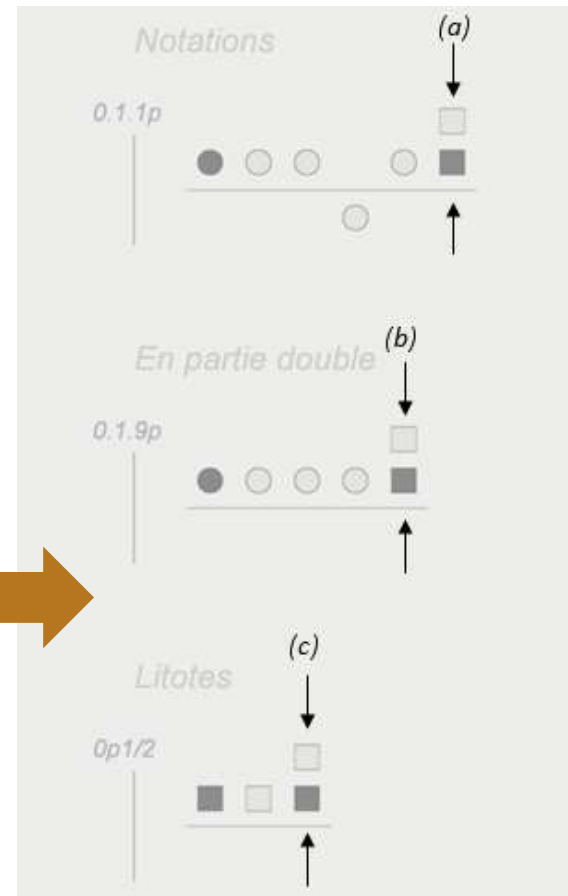 (a)
Notations
0.1.1p
(b)
En partie double
0.1.9p
(c)
Litotes
0p1/2